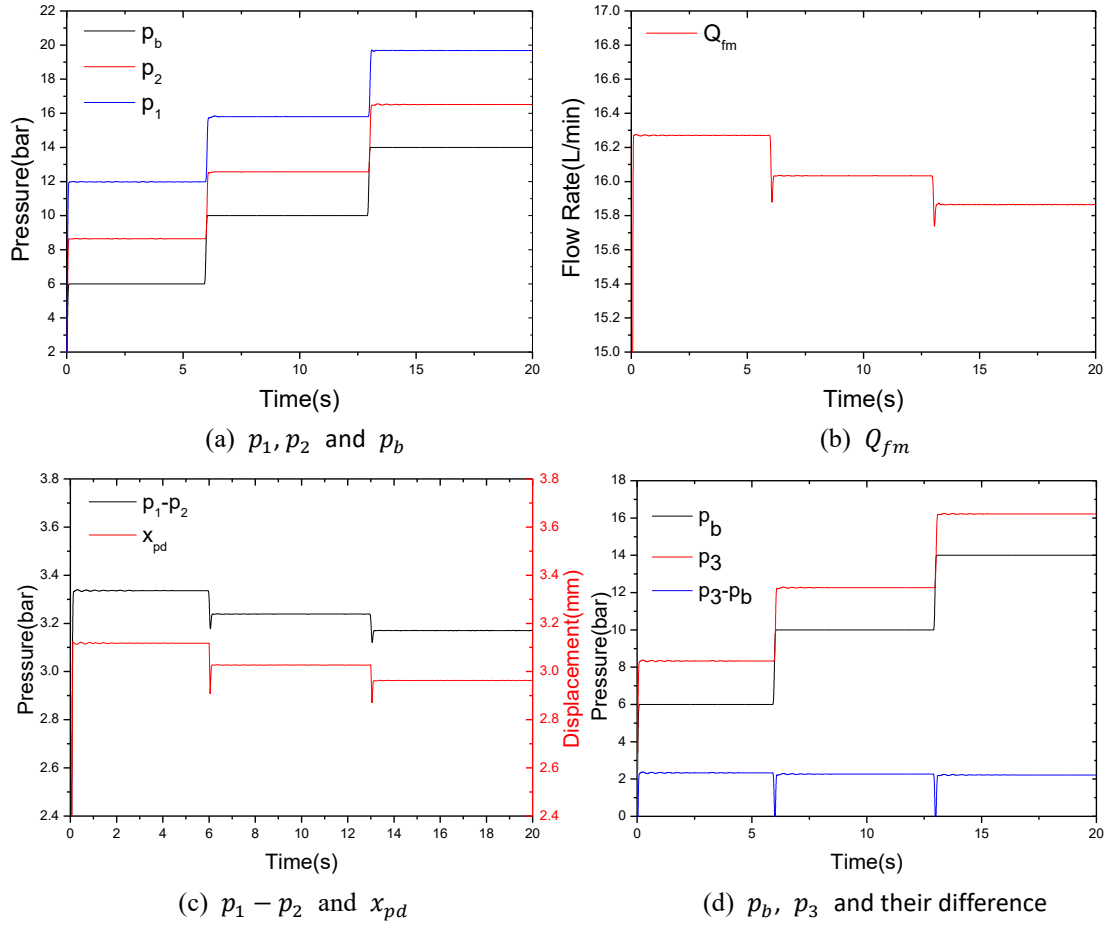 22
20
18
16
14
12
10
8
6
4
2
Pressure(bar)
p_b
p_2
p_1
0 5 10 15 20
Time(s)
(a) p_1, p_2 and p_b
17.0
16.8
16.6
16.4
16.2
16.0
15.8
15.6
15.4
15.2
15.0
Flow Rate(L/min)
Q_fm
0 5 10 15 20
Time(s)
(b) Q_fm
3.8
3.6
3.4
3.2
3.0
2.8
2.6
2.4
Pressure(bar)
p_1-p_2
x_pd
3.8
3.6
3.4
3.2
3.0
2.8
2.6
2.4
Displacement(mm)
0 2 4 6 8 10 12 14 16 18 20
Time(s)
(c) p_1 − p_2 and x_pd
18
16
14
12
10
8
6
4
2
0
Pressure(bar)
p_b
p_3
p_3-p_b
0 5 10 15 20
Time(s)
(d) p_b, p_3 and their difference